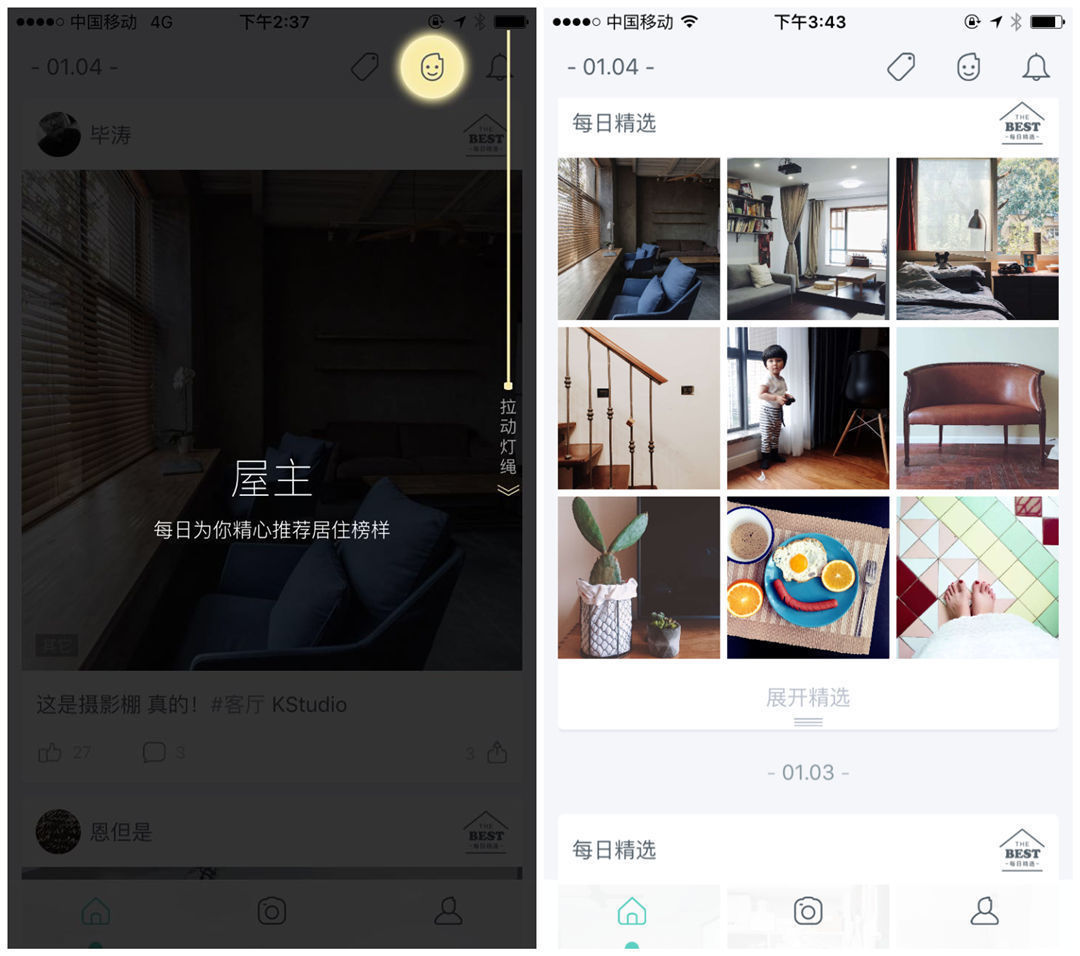 中国移动 4G 下午2:37
- 01.04 -
毕涛
THE
BEST
-每日精选-
拉动灯绳
屋主
每日为你精心推荐居住榜样
其它
这是摄影棚 真的！#客厅 KStudio
27 3 3
恩但是
THE
BEST
-每日精选-
中国移动 下午3:43
- 01.04 -
每日精选
THE
BEST
-每日精选-
展开精选
- 01.03 -
每日精选
THE
BEST
-每日精选-